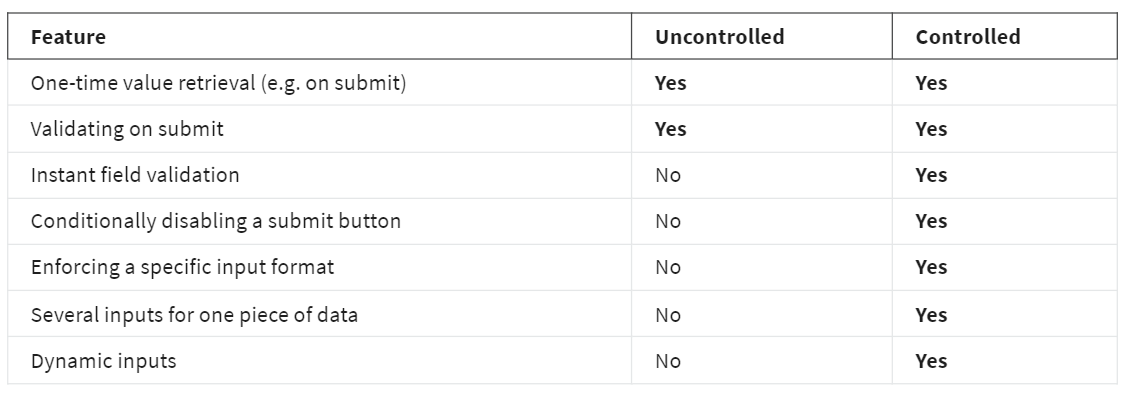 Feature Uncontrolled Controlled
One-time value retrieval (e.g. on submit) Yes Yes
Validating on submit Yes Yes
Instant field validation No Yes
Conditionally disabling a submit button No Yes
Enforcing a specific input format No Yes
Several inputs for one piece of data No Yes
Dynamic inputs No Yes